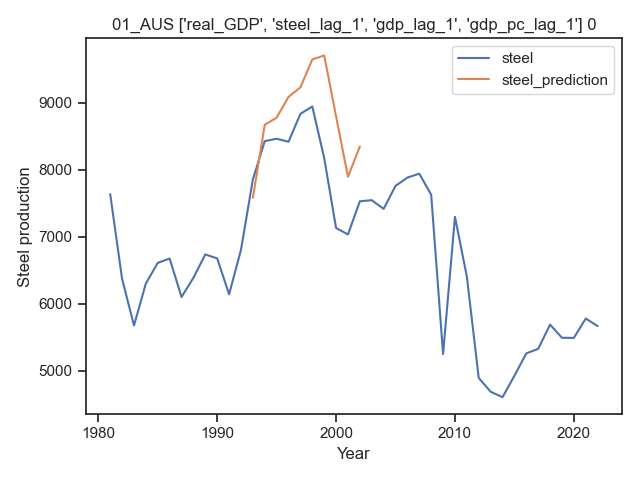 01_AUS ['real_GDP', 'steel_lag_1', 'gdp_lag_1', 'gdp_pc_lag_1'] 0
steel
steel_prediction
9000
8000
7000
6000
5000
Steel production
1980
1990
2000
2010
2020
Year